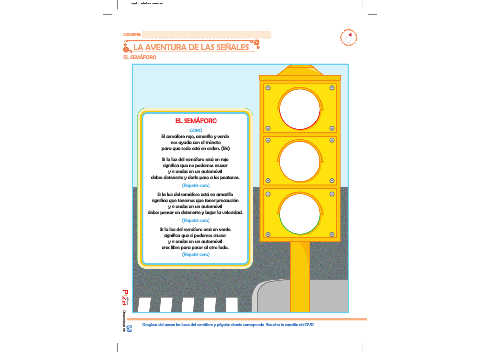 LA AVENTURA DE LAS SEÑALES
EL SEMÁFORO
EL SEMÁFORO
(coro)
El semáforo rojo, amarillo y verde
nos ayuda con el tránsito
para que todo esté en orden. (Bis)
Si la luz del semáforo está en rojo
significa que no podemos cruzar
y si andas en un automóvil
debes detenerte y darle paso a los peatones.
(Repetir coro)
Si la luz del semáforo está en amarillo
significa que tenemos que tener precaución
y si andas en un automóvil
debes pensar en detenerte y bajar la velocidad.
(Repetir coro)
Si la luz del semáforo está en verde
significa que sí podemos cruzar
y si andas en un automóvil
eres libre para pasar al otro lado.
(Repetir coro)